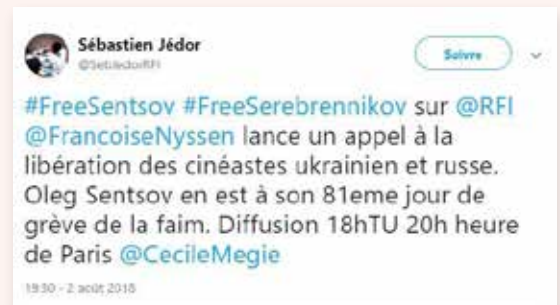 Sébastien Jédor
Suivre
@SebJedorRFI
#FreeSentsov #FreeSerebrennikov sur @RFI
@FrancoiseNyssen lance un appel à la
libération des cinéastes ukrainien et russe.
Oleg Sentsov en est à son 81eme jour de
grève de la faim. Diffusion 18hTU 20h heure
de Paris @CecileMegie
19:30 - 2 août 2018